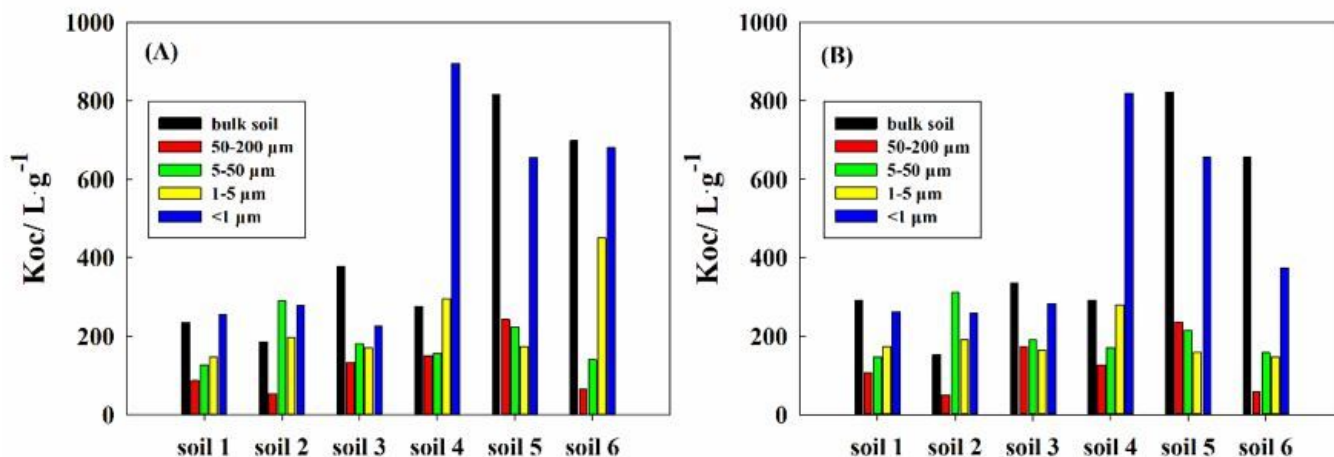 (A)
Koc/ L·g-1
1000
800
600
400
200
0
bulk soil
50-200 µm
5-50 µm
1-5 µm
<1 µm
soil 1 soil 2 soil 3 soil 4 soil 5 soil 6
(B)
Koc/ L·g-1
1000
800
600
400
200
0
bulk soil
50-200 µm
5-50 µm
1-5 µm
<1 µm
soil 1 soil 2 soil 3 soil 4 soil 5 soil 6